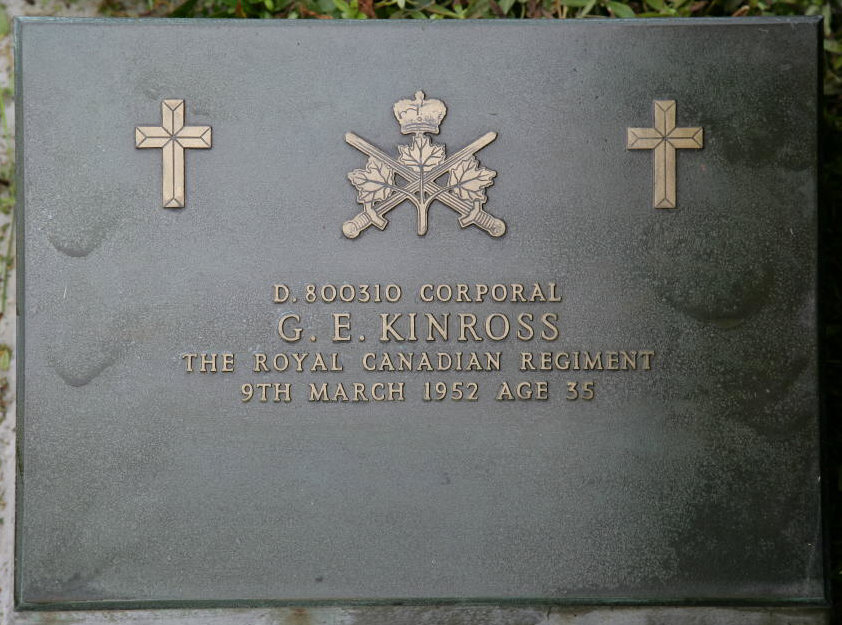 D.800310 CORPORAL
G. E. KINROSS
THE ROYAL CANADIAN REGIMENT
9TH MARCH 1952 AGE 35